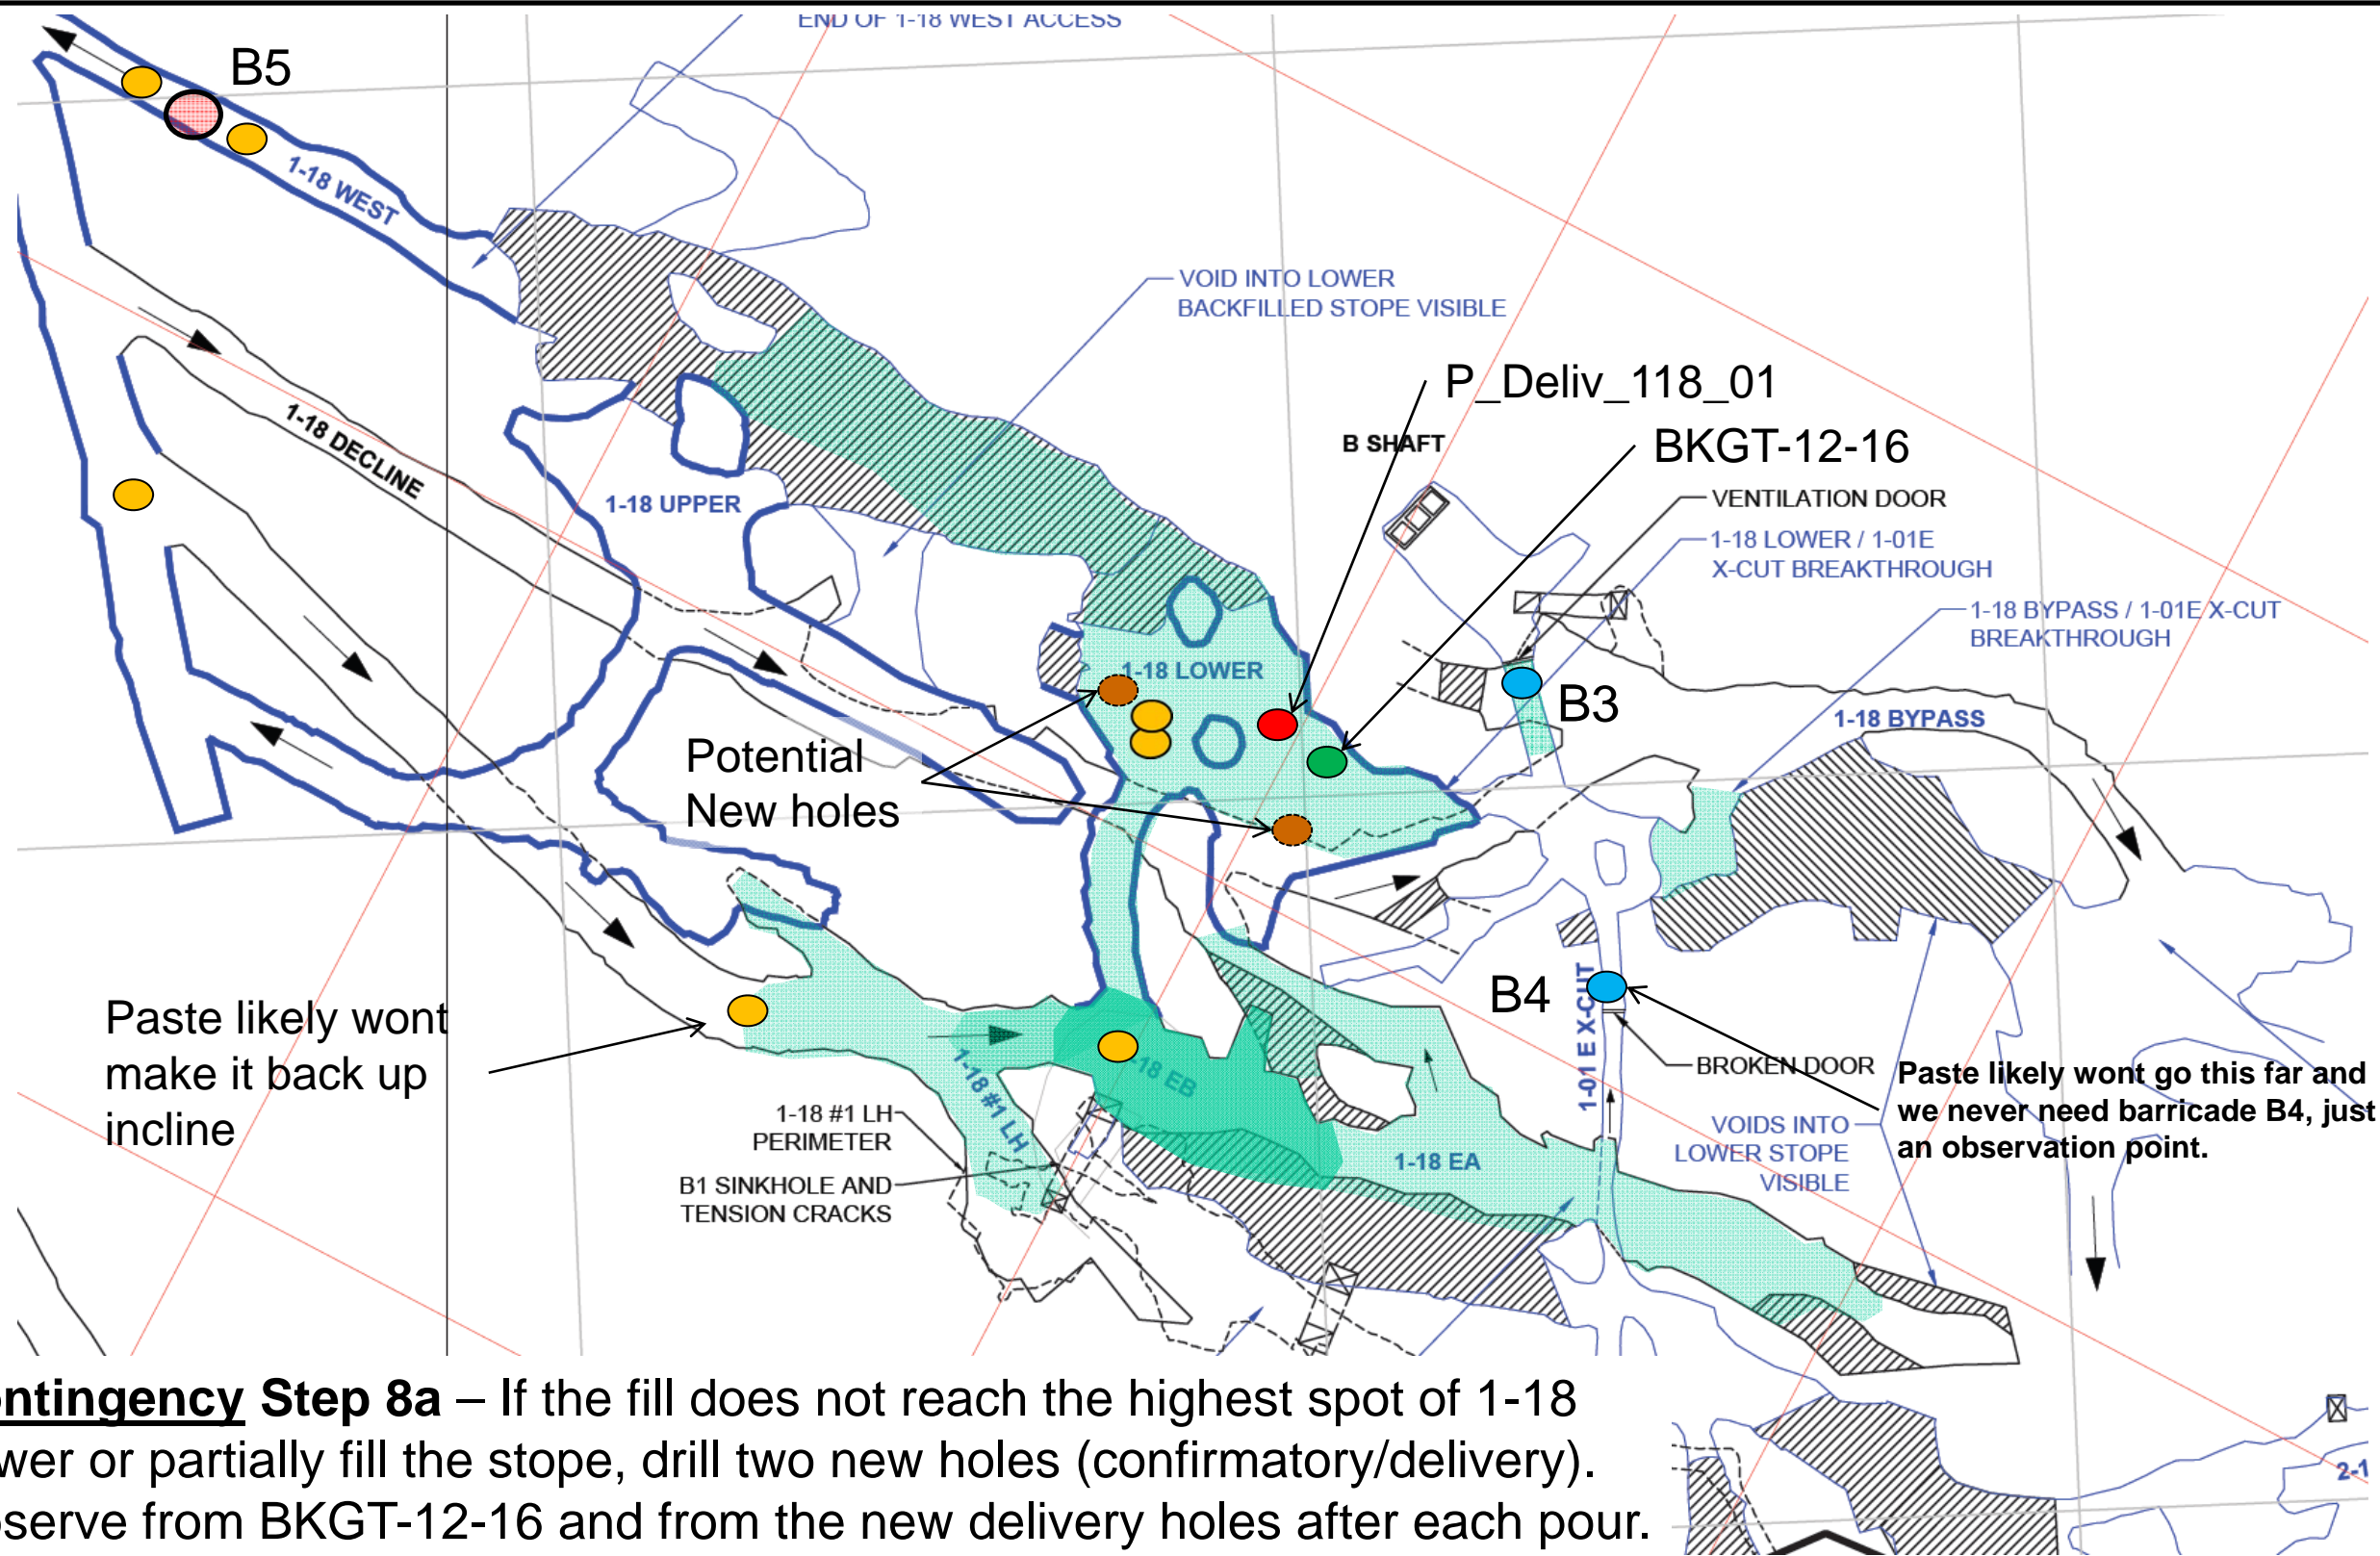 END OF 1-18 WEST ACCESS
B5
1-18 WEST
VOID INTO LOWER
BACKFILLED STOPE VISIBLE
P_Deliv_118_01
B SHAFT
BKGT-12-16
1-18 DECLINE
VENTILATION DOOR
1-18 UPPER
1-18 LOWER / 1-01E
X-CUT BREAKTHROUGH
1-18 BYPASS / 1-01E X-CUT
BREAKTHROUGH
1-18 LOWER
B3
1-18 BYPASS
Potential
New holes
B4
1-01 E X-CUT
Paste likely wont
make it back up
incline
BROKEN DOOR
Paste likely wont go this far and
we never need barricade B4, just
an observation point.
1-18 #1 LH
18 EB
1-18 #1 LH
PERIMETER
VOIDS INTO
LOWER STOPE
VISIBLE
1-18 EA
B1 SINKHOLE AND
TENSION CRACKS
ntingency Step 8a – If the fill does not reach the highest spot of 1-18
wer or partially fill the stope, drill two new holes (confirmatory/delivery).
serve from BKGT-12-16 and from the new delivery holes after each pour.
2-1